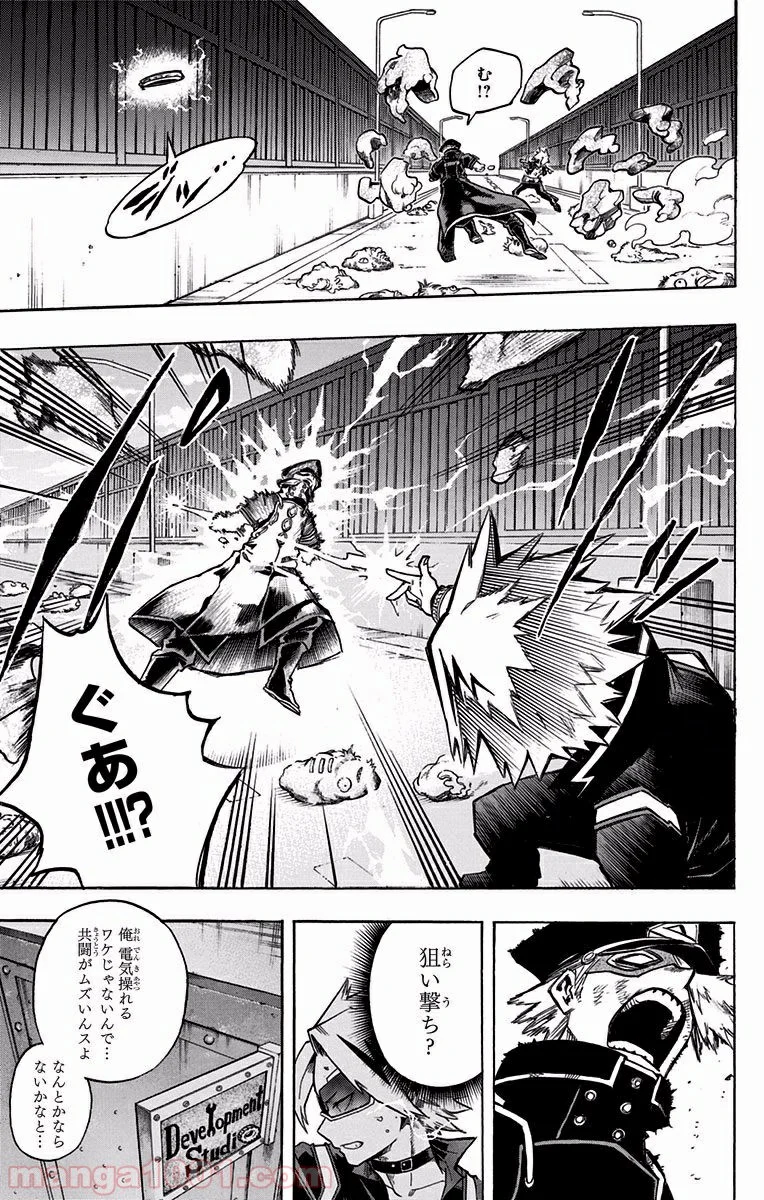 む
!?
ぐあ
!!!?
狙い撃ち?
俺電気操れる
ワケじゃないんで…
共闘がムズいんスよ
なんとかなら
ないかなと…
Development
Studio
manga1001.com